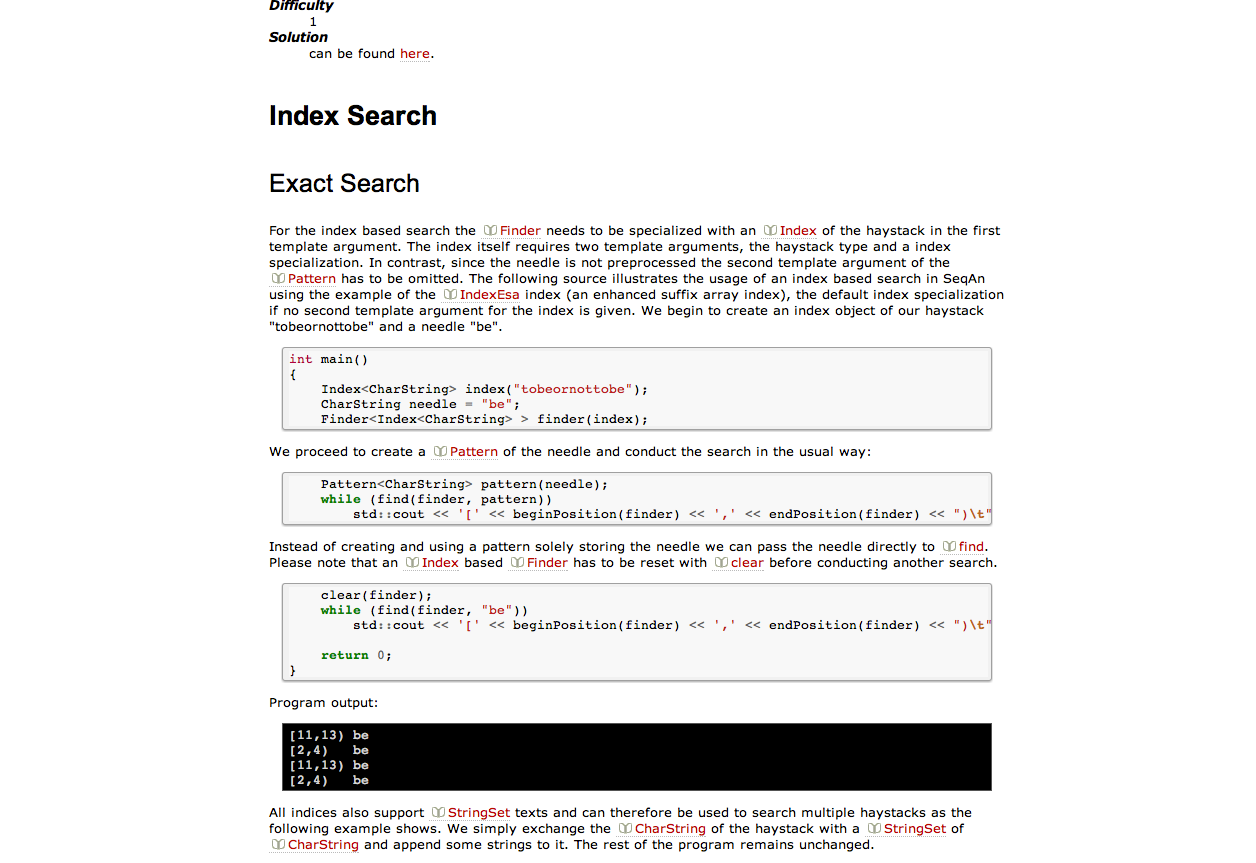 Difficulty
1
Solution
can be found here.
Index Search
Exact Search
For the index based search the Finder needs to be specialized with an Index of the haystack in the first
template argument. The index itself requires two template arguments, the haystack type and a index
specialization. In contrast, since the needle is not preprocessed the second template argument of the
Pattern has to be omitted. The following source illustrates the usage of an index based search in SeqAn
using the example of the IndexEsa index (an enhanced suffix array index), the default index specialization
if no second template argument for the index is given. We begin to create an index object of our haystack
"tobeornottobe" and a needle "be".
int main()
{
    Index<CharString> index("tobeornottobe");
    CharString needle = "be";
    Finder<Index<CharString> > finder(index);
We proceed to create a Pattern of the needle and conduct the search in the usual way:
    Pattern<CharString> pattern(needle);
    while (find(finder, pattern))
        std::cout << '[' << beginPosition(finder) << ',' << endPosition(finder) << ")\t"
Instead of creating and using a pattern solely storing the needle we can pass the needle directly to find.
Please note that an Index based Finder has to be reset with clear before conducting another search.
    clear(finder);
    while (find(finder, "be"))
        std::cout << '[' << beginPosition(finder) << ',' << endPosition(finder) << ")\t"
    return 0;
}
Program output:
[11,13) be
[2,4)   be
[11,13) be
[2,4)   be
All indices also support StringSet texts and can therefore be used to search multiple haystacks as the
following example shows. We simply exchange the CharString of the haystack with a StringSet of
CharString and append some strings to it. The rest of the program remains unchanged.